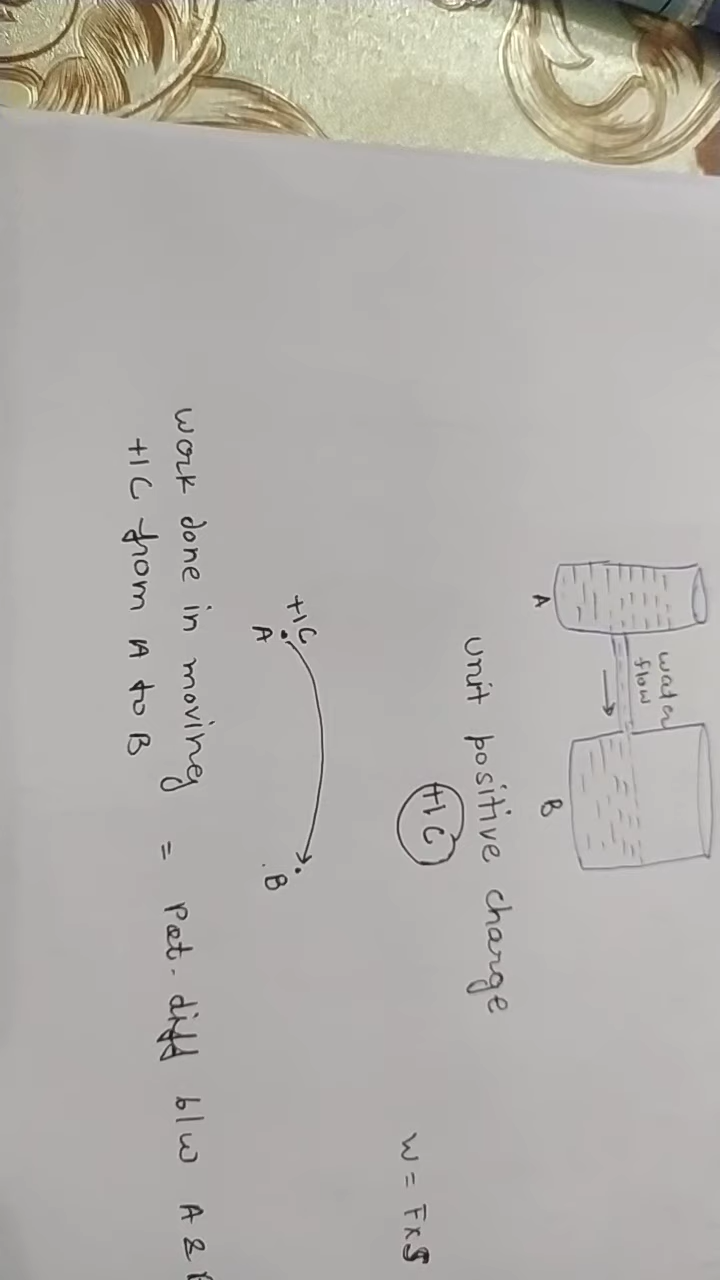 water
flow
A
B
unit positive charge
+1C
W = F×S
+1C
A
B
work done in moving
+1C from A to B
= Pot. diff b/w A &